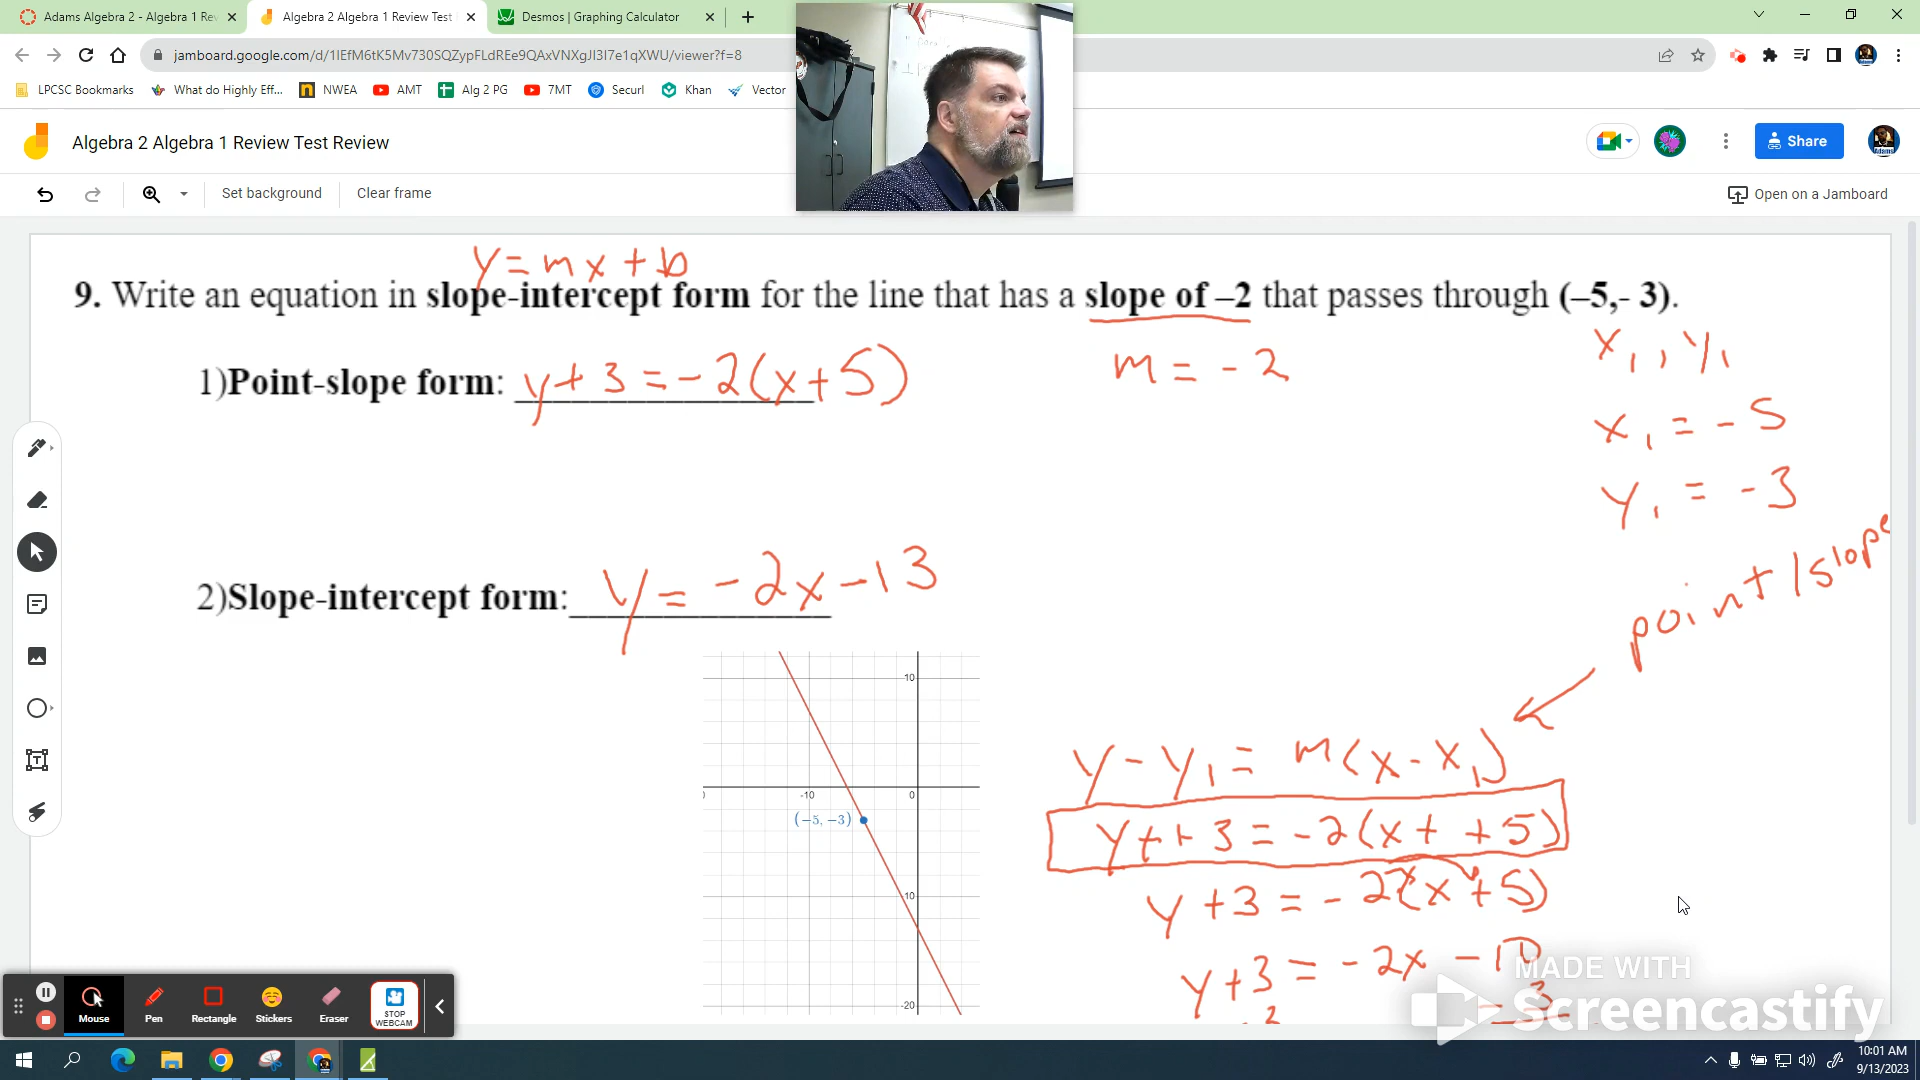 Adams Algebra 2 - Algebra 1 Rev
Algebra 2 Algebra 1 Review Test
Desmos | Graphing Calculator
jamboard.google.com/d/1lEfM6tK5Mv730SQZypFLdREe9QAxVNXgJI3I7e1qXWU/viewer?f=8
LPCSC Bookmarks
What do Highly Eff...
NWEA
AMT
Alg 2 PG
7MT
Securl
Khan
Vector
Algebra 2 Algebra 1 Review Test Review
Share
Set background
Clear frame
Open on a Jamboard
y = mx + b
9. Write an equation in slope-intercept form for the line that has a slope of –2 that passes through (–5,- 3).
x₁, y₁
1)Point-slope form: y + 3 = -2(x + 5)
m = -2
x₁ = -5
y₁ = -3
point/slope
2)Slope-intercept form: y = -2x - 13
10
-10
0
(−5, −3)
-10
-20
y - y₁ = m(x - x₁)
y + + 3 = -2(x + + 5)
y + 3 = -2(x + 5)
y + 3 = -2x - 10
- 3
MADE WITH
Screencastify
Mouse
Pen
Rectangle
Stickers
Eraser
STOP
WEBCAM
10:01 AM
9/13/2023